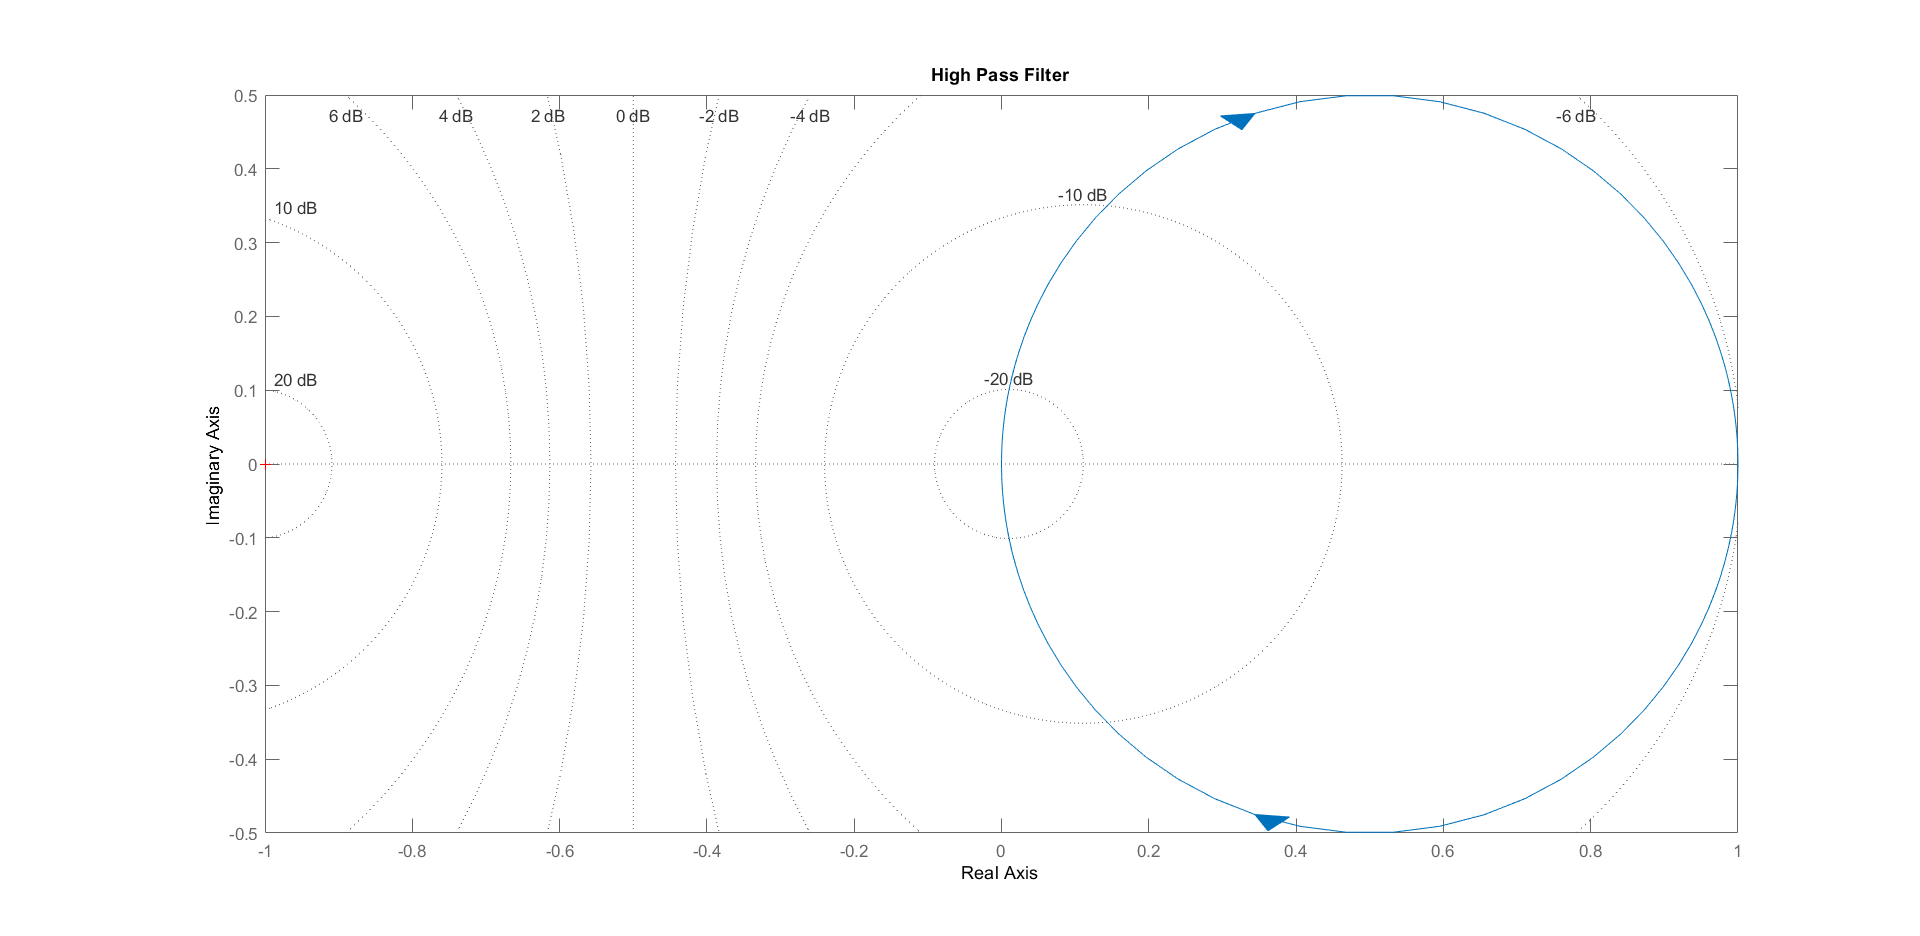 High Pass Filter
0.5
6 dB
4 dB
2 dB
0 dB
-2 dB
-4 dB
-6 dB
0.4
10 dB
-10 dB
0.3
0.2
20 dB
-20 dB
0.1
0
-0.1
-0.2
-0.3
-0.4
-0.5
Imaginary Axis
-1
-0.8
-0.6
-0.4
-0.2
0
0.2
0.4
0.6
0.8
1
Real Axis